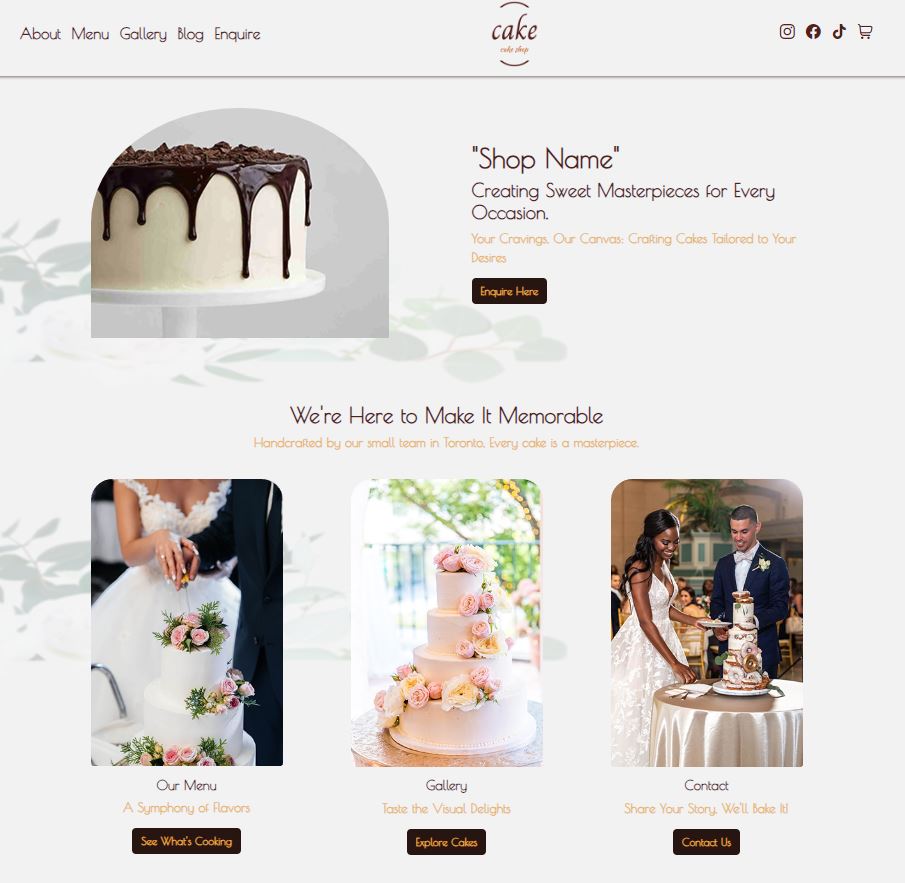 About Menu Gallery Blog Enquire
cake
cake shop
"Shop Name"
Creating Sweet Masterpieces for Every
Occasion.
Your Cravings, Our Canvas: Crafting Cakes Tailored to Your
Desires
Enquire Here
We're Here to Make It Memorable
Handcrafted by our small team in Toronto, Every cake is a masterpiece.
Our Menu
A Symphony of Flavors
See What's Cooking
Gallery
Taste the Visual Delights
Explore Cakes
Contact
Share Your Story, We'll Bake It!
Contact Us